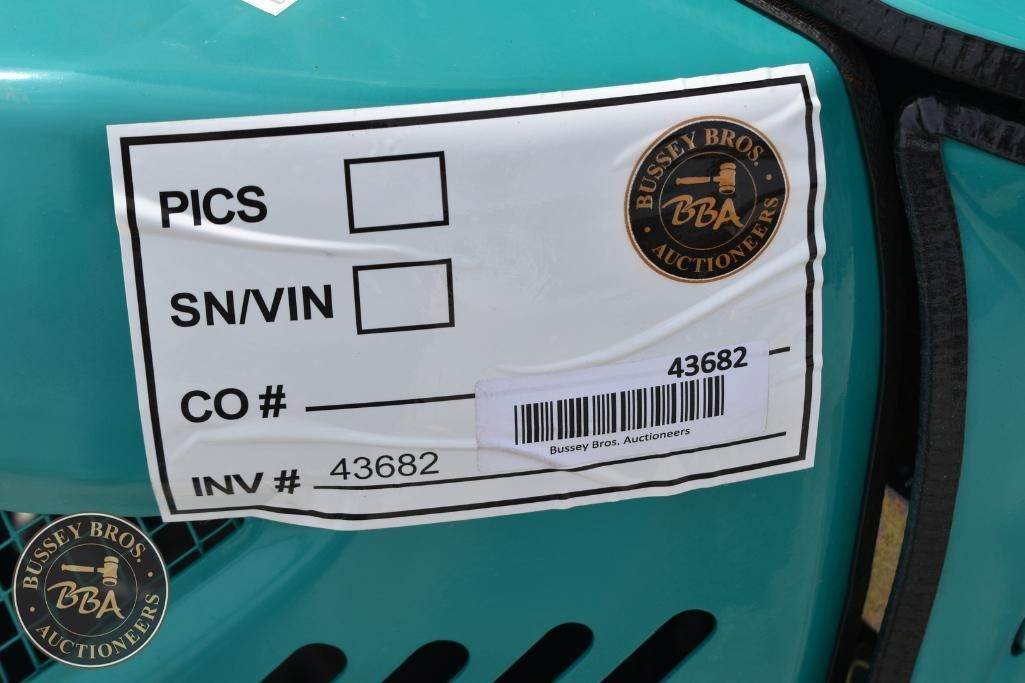 PICS
BUSSEY BROS.
BBA
AUCTIONEERS
SN/VIN
CO #
43682
Bussey Bros. Auctioneers
INV # 43682
BUSSEY BROS.
BBA
AUCTIONEERS